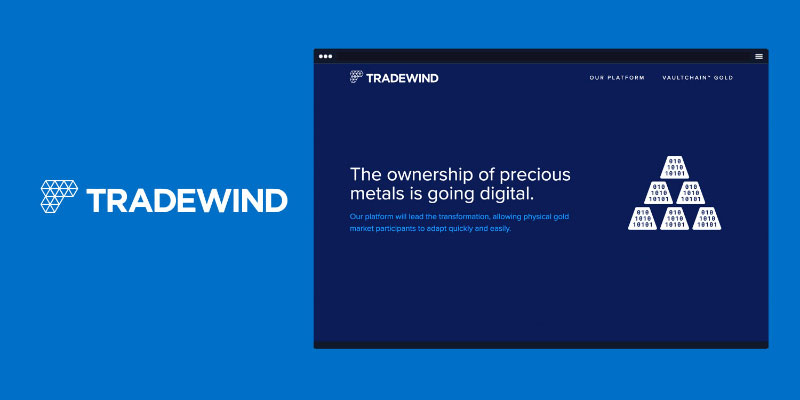 TRADEWIND
TRADEWIND
OUR PLATFORM
VAULTCHAIN™ GOLD
The ownership of precious
metals is going digital.
Our platform will lead the transformation, allowing physical gold
market participants to adapt quickly and easily.
010
1010
10101
010 010
1010 1010
10101 10101
010 010 010
1010 1010 1010
10101 10101 10101